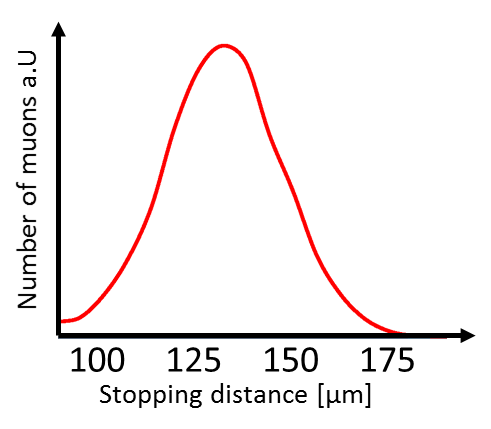 Number of muons a.U
100 125 150 175
Stopping distance [μm]